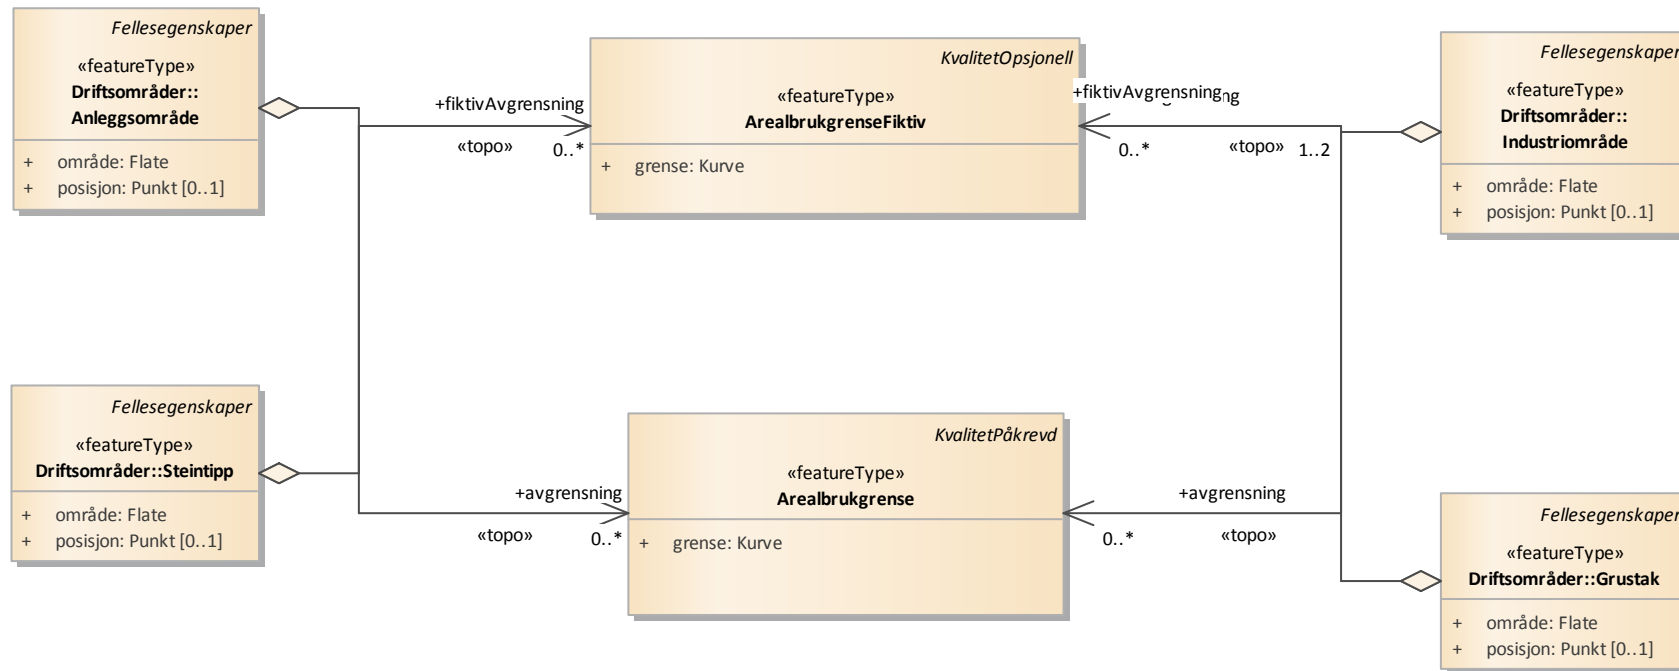 Fellesegenskaper
«featureType»
Driftsområder::
Anleggsområde
+ område: Flate
+ posisjon: Punkt [0..1]
+fiktivAvgrensning
«topo» 0..*
KvalitetOpsjonell
«featureType»
ArealbrukgrenseFiktiv
+ grense: Kurve
+fiktivAvgrensning
0..* «topo» 1..2
Fellesegenskaper
«featureType»
Driftsområder::
Industriområde
+ område: Flate
+ posisjon: Punkt [0..1]
Fellesegenskaper
«featureType»
Driftsområder::Steintipp
+ område: Flate
+ posisjon: Punkt [0..1]
+avgrensning
«topo» 0..*
KvalitetPåkrevd
«featureType»
Arealbrukgrense
+ grense: Kurve
+avgrensning
0..* «topo»
Fellesegenskaper
«featureType»
Driftsområder::Grustak
+ område: Flate
+ posisjon: Punkt [0..1]